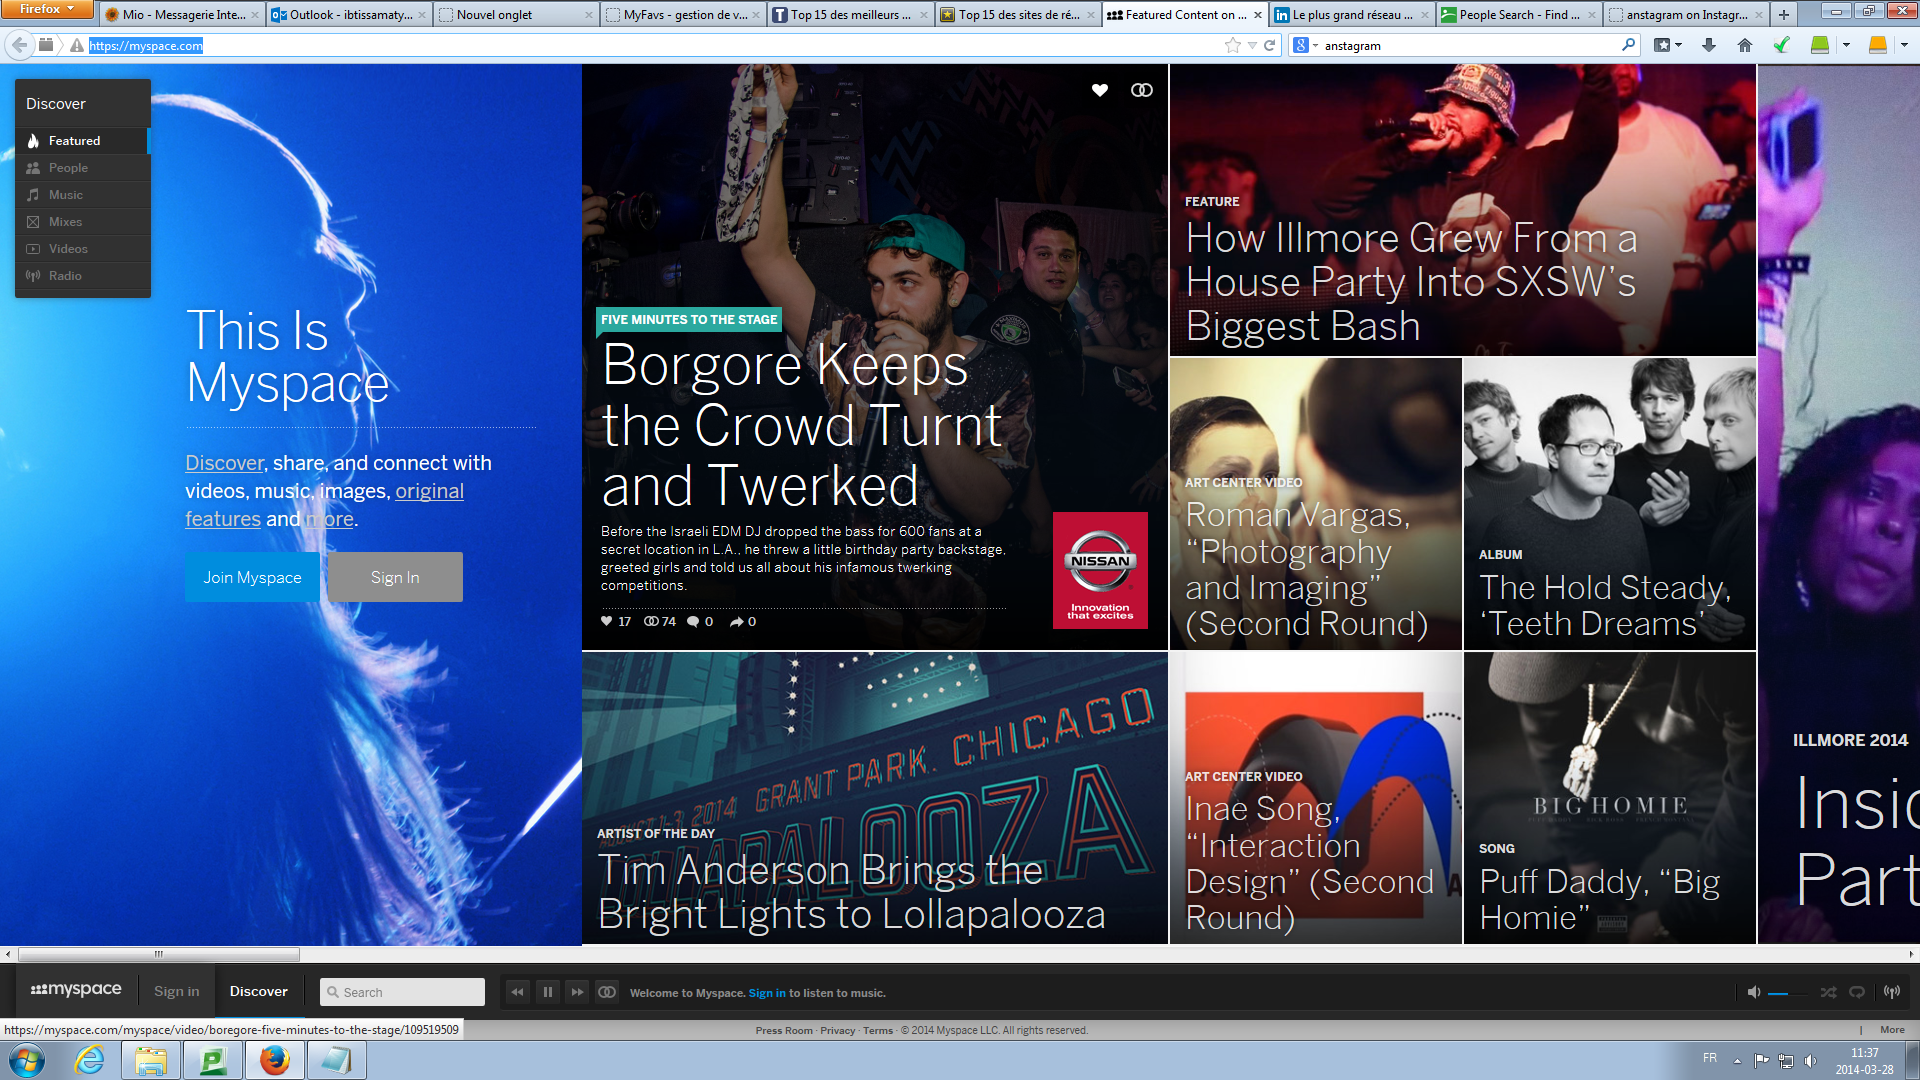 Firefox
Mio - Messagerie Inte...
Outlook - ibtissamaty...
Nouvel onglet
MyFavs - gestion de v...
Top 15 des meilleurs ...
Top 15 des sites de ré...
Featured Content on ...
Le plus grand réseau ...
People Search - Find ...
anstagram on Instagr...
https://myspace.com
anstagram
Discover
Featured
People
Music
Mixes
Videos
Radio
This Is
Myspace
Discover, share, and connect with
videos, music, images, original
features and more.
Join Myspace
Sign In
FIVE MINUTES TO THE STAGE
Borgore Keeps
the Crowd Turnt
and Twerked
Before the Israeli EDM DJ dropped the bass for 600 fans at a
secret location in L.A., he threw a little birthday party backstage,
greeted girls and told us all about his infamous twerking
competitions.
17 74 0 0
NISSAN
Innovation
that excites
FEATURE
How Illmore Grew From a
House Party Into SXSW’s
Biggest Bash
ART CENTER VIDEO
Roman Vargas,
“Photography
and Imaging”
(Second Round)
ALBUM
The Hold Steady,
‘Teeth Dreams’
GRANT PARK. CHICAGO
AUGUST 1-3 2014
LOLLAPALOOZA
ARTIST OF THE DAY
Tim Anderson Brings the
Bright Lights to Lollapalooza
ART CENTER VIDEO
Inae Song,
“Interaction
Design” (Second
Round)
BIG HOMIE
SONG
Puff Daddy, “Big
Homie”
ILLMORE 2014
Insid
Part
myspace
Sign in
Discover
Search
Welcome to Myspace. Sign in to listen to music.
https://myspace.com/myspace/video/boregore-five-minutes-to-the-stage/109519509
Press Room · Privacy · Terms · © 2014 Myspace LLC. All rights reserved.
More
FR
11:37
2014-03-28